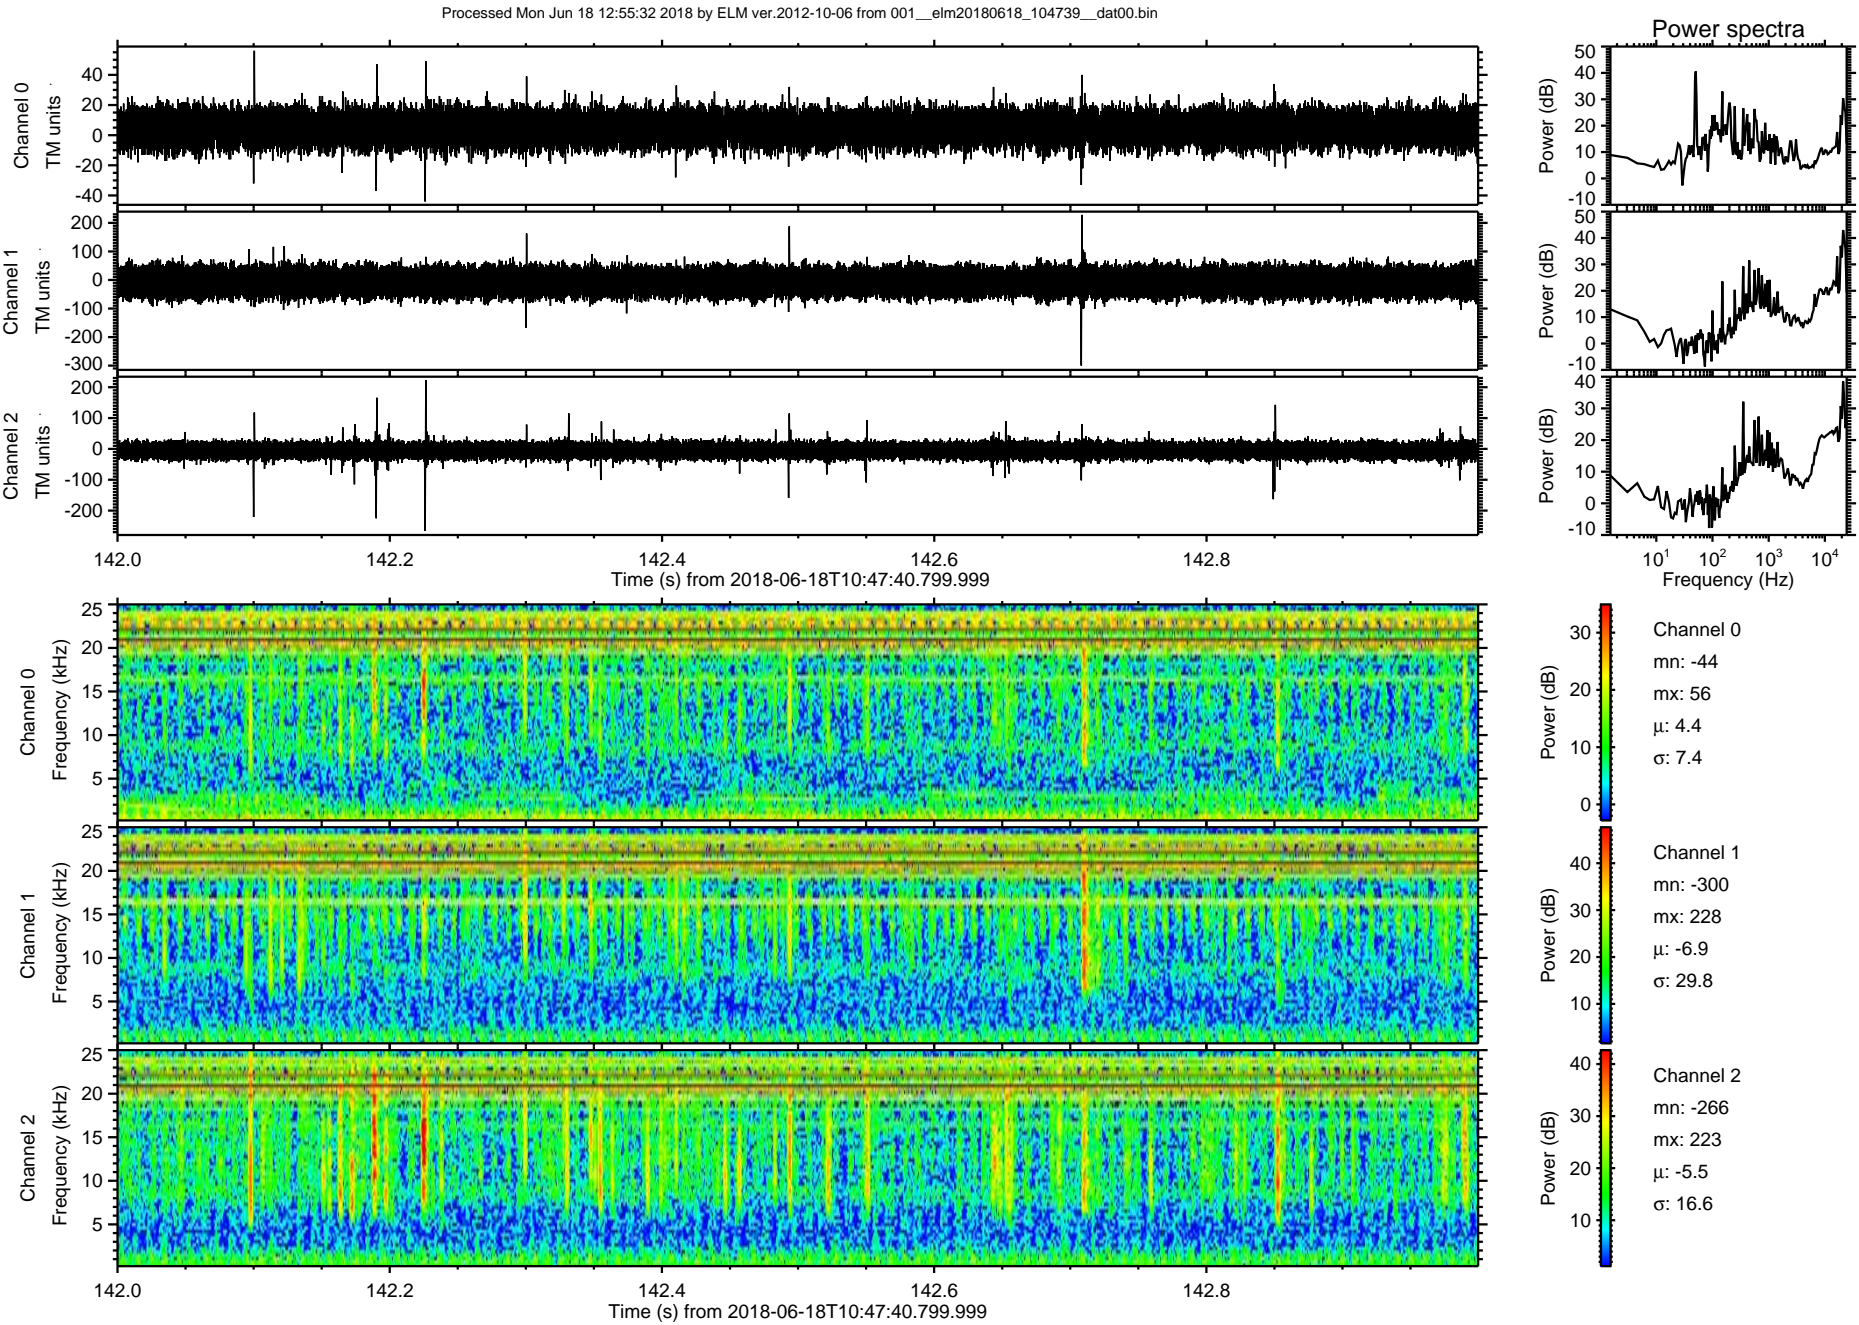 Processed Mon Jun 18 12:55:32 2018 by ELM ver.2012-10-06 from 001__elm20180618_104739__dat00.bin
Power spectra
Channel 0
TM units
40
20
0
-20
-40
Power (dB)
50
40
30
20
10
0
-10
Channel 1
TM units
200
100
0
-100
-200
-300
Power (dB)
50
40
30
20
10
0
-10
Channel 2
TM units
200
100
0
-100
-200
Power (dB)
40
30
20
10
0
-10
142.0 142.2 142.4 142.6 142.8
Time (s) from 2018-06-18T10:47:40.799.999
10¹ 10² 10³ 10⁴
Frequency (Hz)
Channel 0
Frequency (kHz)
25
20
15
10
5
Power (dB)
30
20
10
0
Channel 0
mn: -44
mx: 56
μ: 4.4
σ: 7.4
Channel 1
Frequency (kHz)
25
20
15
10
5
Power (dB)
40
30
20
10
Channel 1
mn: -300
mx: 228
μ: -6.9
σ: 29.8
Channel 2
Frequency (kHz)
25
20
15
10
5
Power (dB)
40
30
20
10
Channel 2
mn: -266
mx: 223
μ: -5.5
σ: 16.6
142.0 142.2 142.4 142.6 142.8
Time (s) from 2018-06-18T10:47:40.799.999